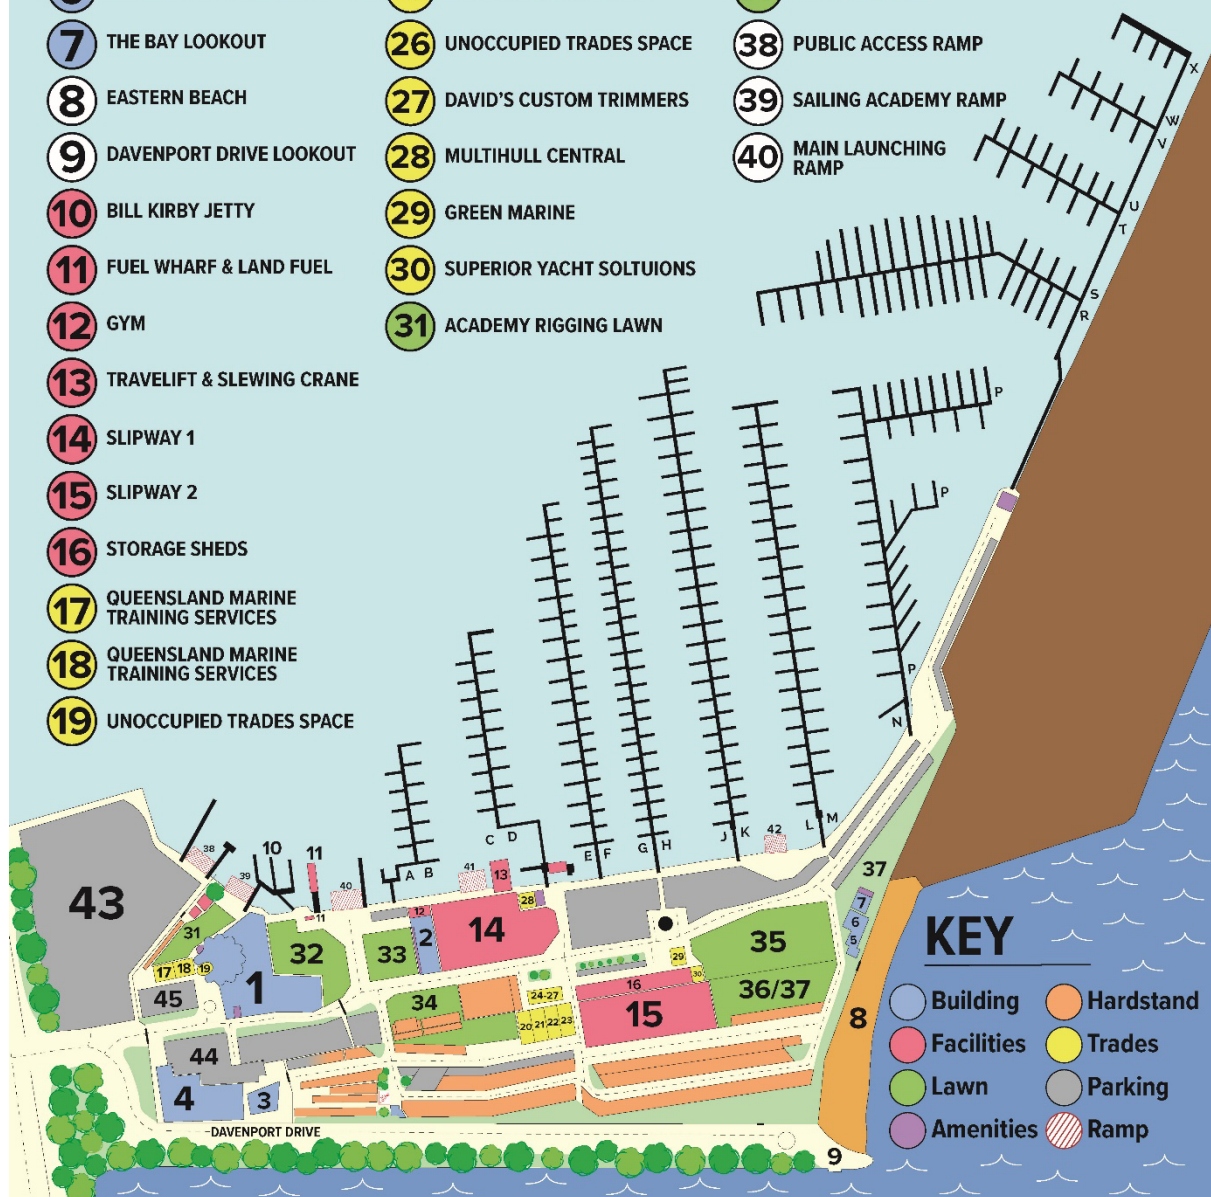 7 THE BAY LOOKOUT
8 EASTERN BEACH
9 DAVENPORT DRIVE LOOKOUT
10 BILL KIRBY JETTY
11 FUEL WHARF & LAND FUEL
12 GYM
13 TRAVELIFT & SLEWING CRANE
14 SLIPWAY 1
15 SLIPWAY 2
16 STORAGE SHEDS
17 QUEENSLAND MARINE
TRAINING SERVICES
18 QUEENSLAND MARINE
TRAINING SERVICES
19 UNOCCUPIED TRADES SPACE
26 UNOCCUPIED TRADES SPACE
27 DAVID'S CUSTOM TRIMMERS
28 MULTIHULL CENTRAL
29 GREEN MARINE
30 SUPERIOR YACHT SOLTUIONS
31 ACADEMY RIGGING LAWN
38 PUBLIC ACCESS RAMP
39 SAILING ACADEMY RAMP
40 MAIN LAUNCHING
RAMP
X
W
V
U
T
S
R
P
P
P
N
M
L
K
J
H
G
F
E
D
C
B
A
38
39
10
11
11
40
41
42
43
31
17 18 19
45
1
32
33
12
2
14
13
28
35
36/37
37
29
30
16
15
34
24 27
20 21 22 23
44
4
3
7
6
5
8
9
DAVENPORT DRIVE
KEY
Building
Hardstand
Facilities
Trades
Lawn
Parking
Amenities
Ramp